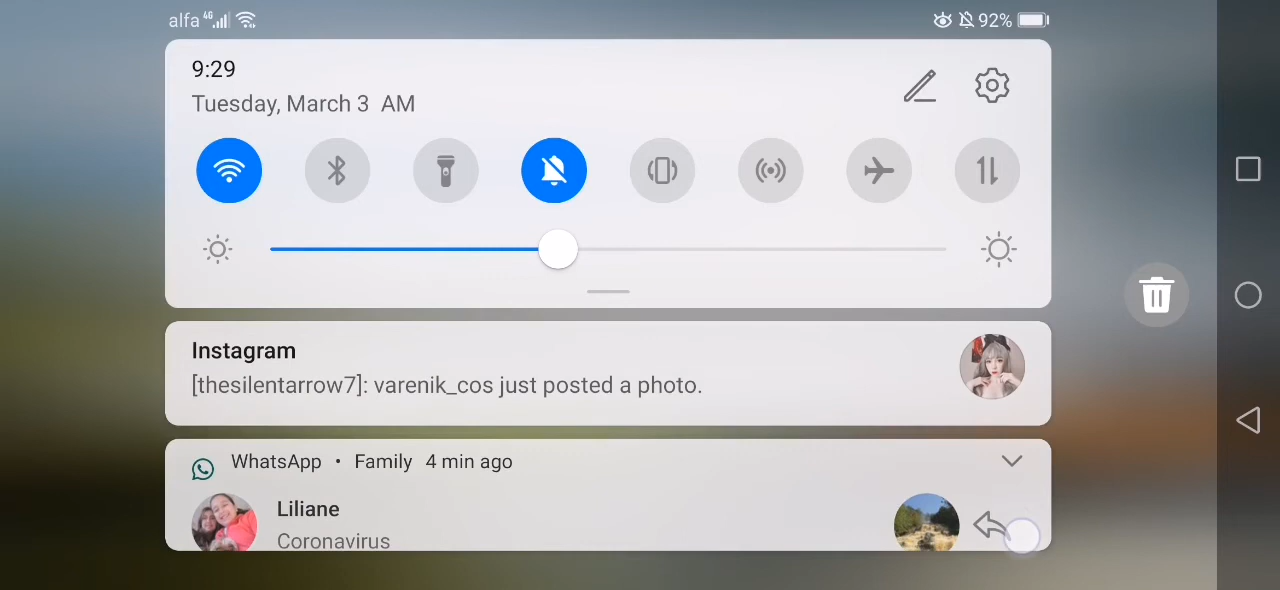 alfa 4G 92%
9:29
Tuesday, March 3 AM
Instagram
[thesilentarrow7]: varenik_cos just posted a photo.
WhatsApp • Family 4 min ago
Liliane
Coronavirus